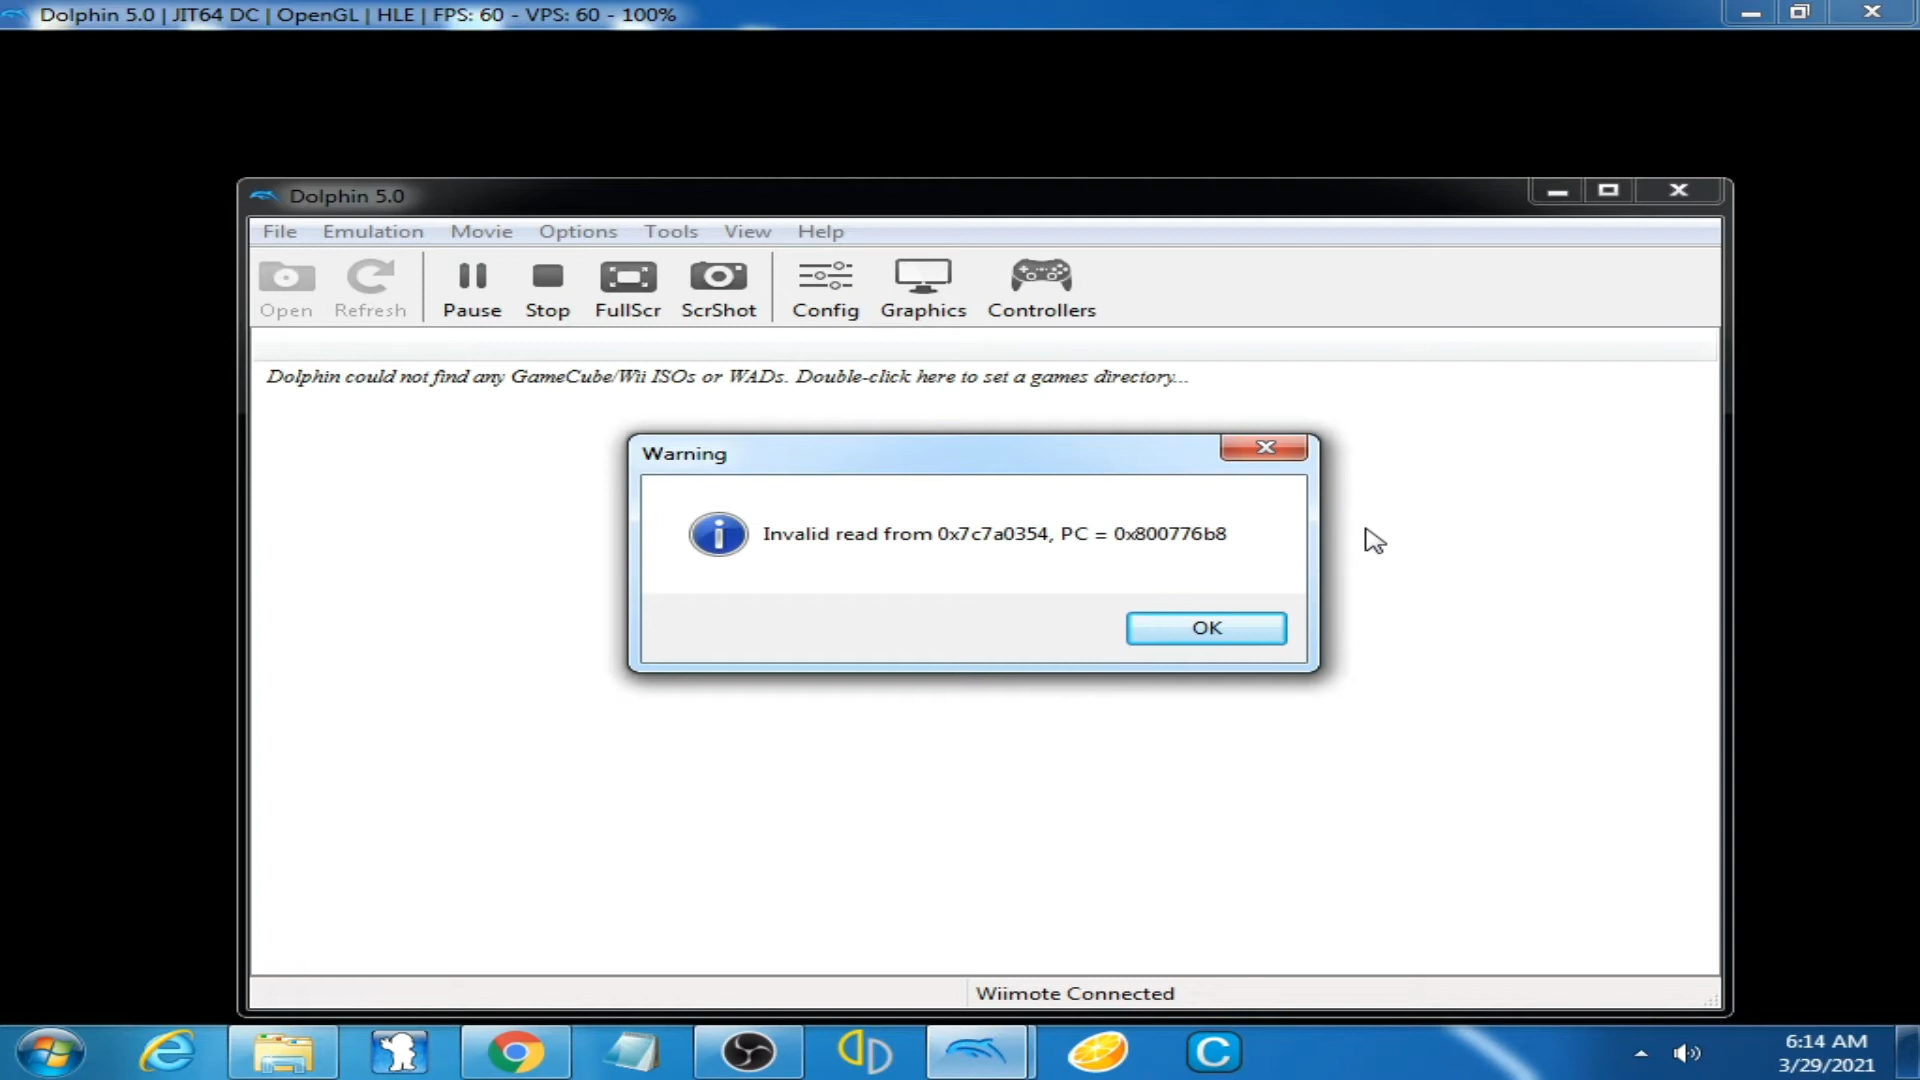 Dolphin 5.0 | JIT64 DC | OpenGL | HLE | FPS: 60 - VPS: 60 - 100%
Dolphin 5.0
File Emulation Movie Options Tools View Help
Open Refresh Pause Stop FullScr ScrShot Config Graphics Controllers
Dolphin could not find any GameCube/Wii ISOs or WADs. Double-click here to set a games directory...
Warning
Invalid read from 0x7c7a0354, PC = 0x800776b8
OK
Wiimote Connected
6:14 AM
3/29/2021